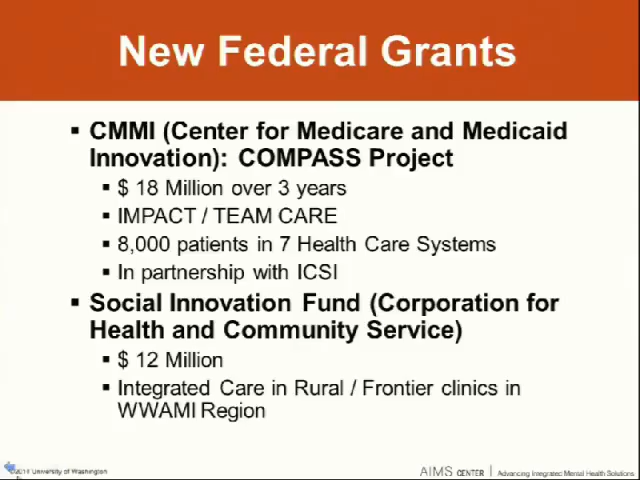 New Federal Grants
▪ CMMI (Center for Medicare and Medicaid
Innovation): COMPASS Project
▪ $ 18 Million over 3 years
▪ IMPACT / TEAM CARE
▪ 8,000 patients in 7 Health Care Systems
▪ In partnership with ICSI
▪ Social Innovation Fund (Corporation for
Health and Community Service)
▪ $ 12 Million
▪ Integrated Care in Rural / Frontier clinics in
WWAMI Region
University of Washington
AIMS CENTER | Advancing Integrated Mental Health Solutions